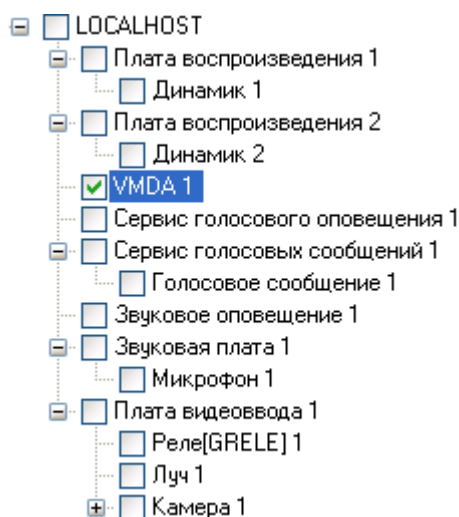 LOCALHOST
Плата воспроизведения 1
Динамик 1
Плата воспроизведения 2
Динамик 2
VMDA 1
Сервис голосового оповещения 1
Сервис голосовых сообщений 1
Голосовое сообщение 1
Звуковое оповещение 1
Звуковая плата 1
Микрофон 1
Плата видеоввода 1
Реле[GRELE] 1
Луч 1
Камера 1